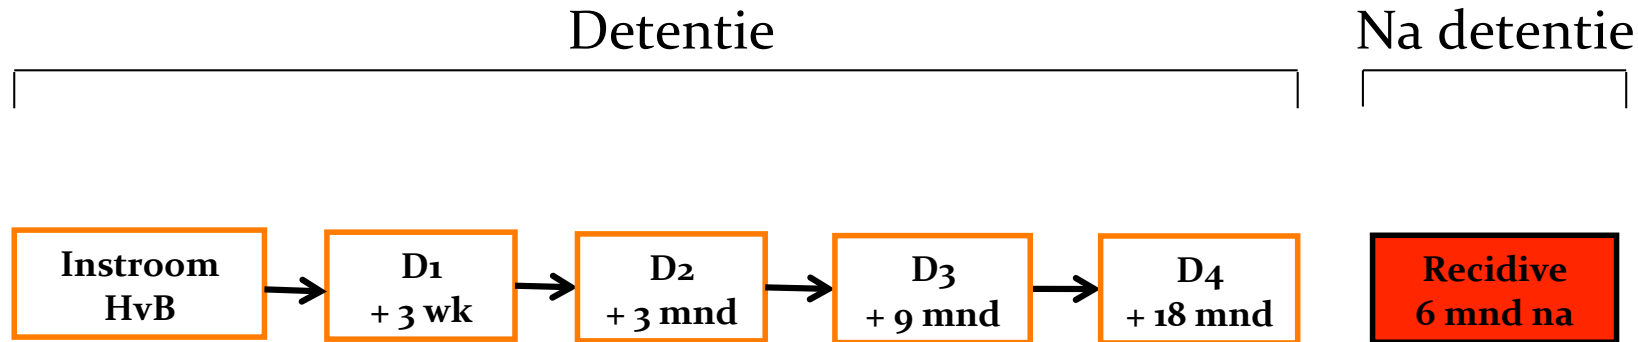 Detentie
Na detentie
Instroom
HvB
D1
+ 3 wk
D2
+ 3 mnd
D3
+ 9 mnd
D4
+ 18 mnd
Recidive
6 mnd na